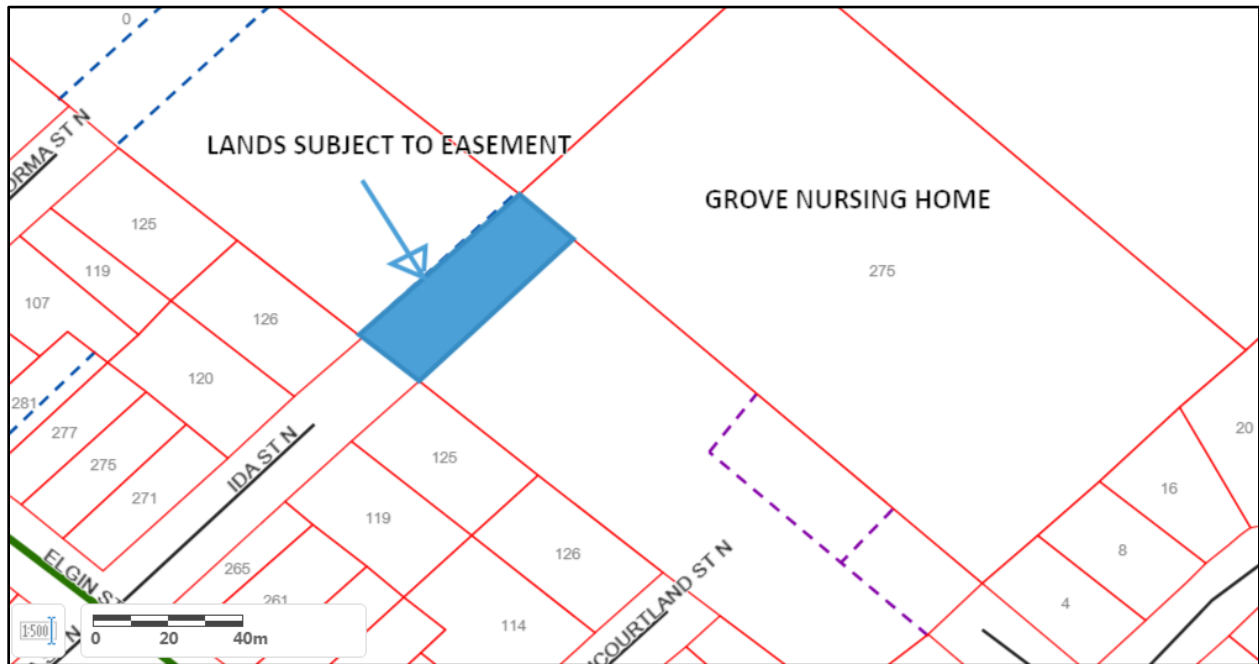 0
ORMA ST N
LANDS SUBJECT TO EASEMENT
GROVE NURSING HOME
125
119
107
126
120
275
281
277
275
271
IDA ST N
125
119
126
114
265
261
ELGIN ST
COURTLAND ST N
20
16
8
4
N
1:500
0 20 40m